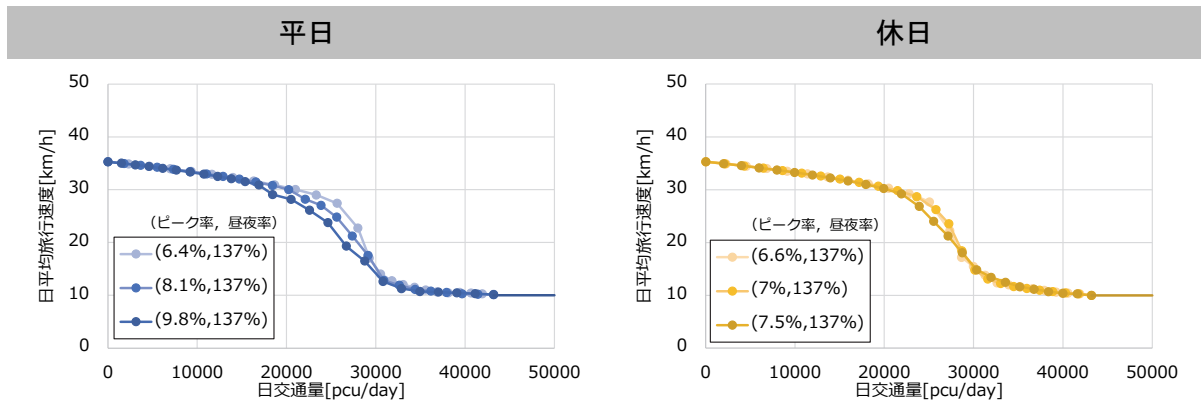 平日
休日
日平均旅行速度[km/h]
50
40
30
20
10
0
(ピーク率，昼夜率)
(6.4%,137%)
(8.1%,137%)
(9.8%,137%)
0 10000 20000 30000 40000 50000
日交通量[pcu/day]
日平均旅行速度[km/h]
50
40
30
20
10
0
(ピーク率，昼夜率)
(6.6%,137%)
(7%,137%)
(7.5%,137%)
0 10000 20000 30000 40000 50000
日交通量[pcu/day]